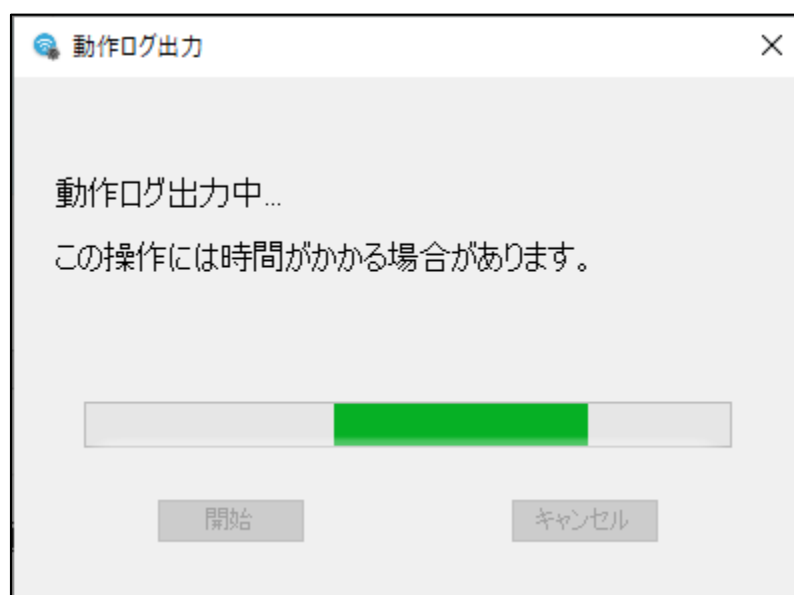 動作ログ出力
動作ログ出力中...
この操作には時間がかかる場合があります。
開始
キャンセル